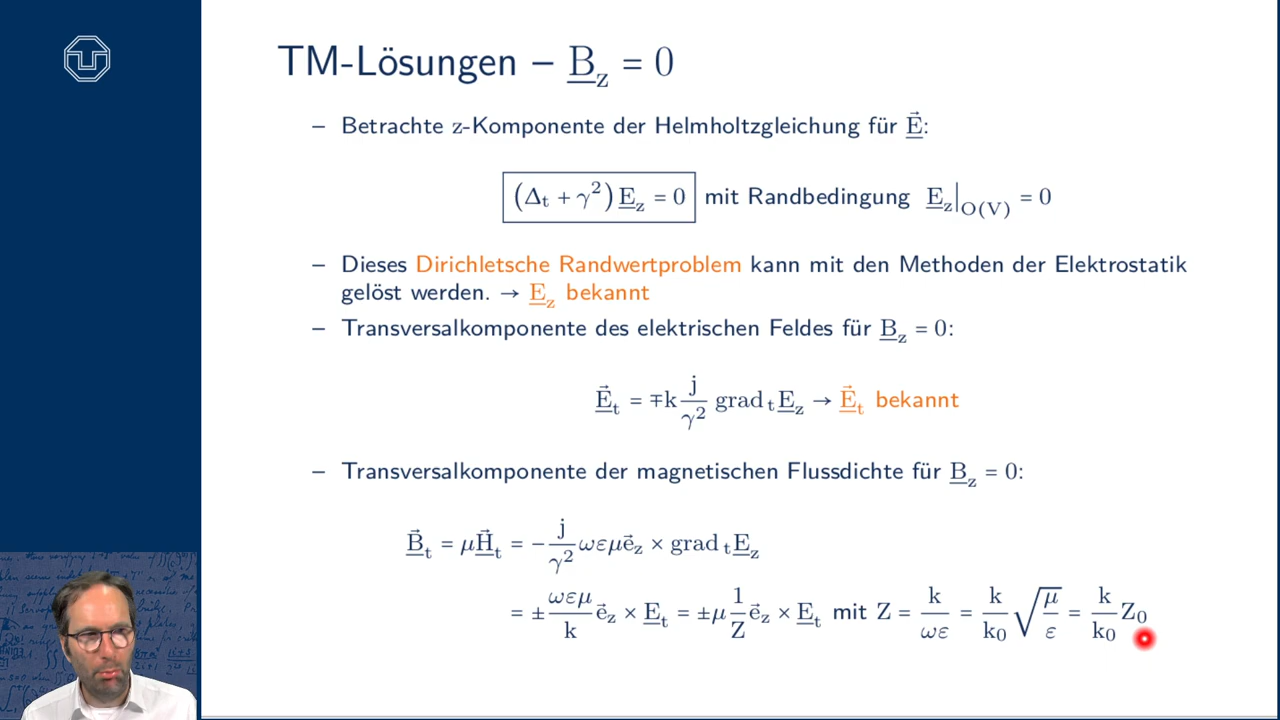 TM-Lösungen – B_z = 0
– Betrachte z-Komponente der Helmholtzgleichung für E⃗:
(Δ_t + γ²) E_z = 0 mit Randbedingung E_z|_O(V) = 0
– Dieses Dirichletsche Randwertproblem kann mit den Methoden der Elektrostatik
gelöst werden. → E_z bekannt
– Transversalkomponente des elektrischen Feldes für B_z = 0:
E⃗_t = ∓k j/γ² grad_t E_z → E⃗_t bekannt
– Transversalkomponente der magnetischen Flussdichte für B_z = 0:
B⃗_t = μH⃗_t = − j/γ² ωεμ e⃗_z × grad_t E_z
= ± ωεμ/k e⃗_z × E_t = ±μ 1/Z e⃗_z × E_t mit Z = k/ωε = k/k₀ √(μ/ε) = k/k₀ Z₀